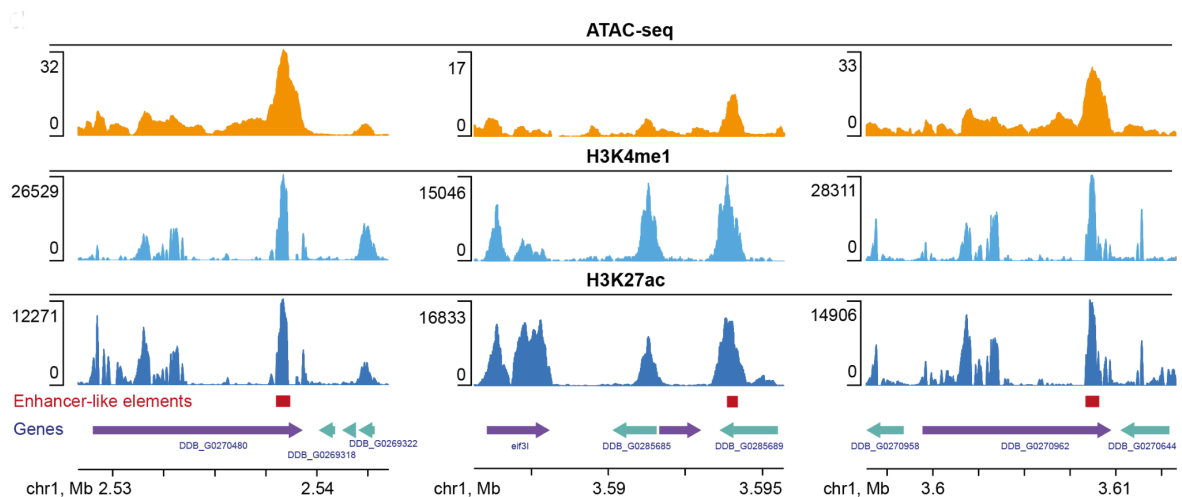 ATAC-seq
32 17 33
0 0 0
H3K4me1
26529 15046 28311
0 0 0
H3K27ac
12271 16833 14906
0 0 0
Enhancer-like elements
Genes
DDB_G0270480 DDB_G0269318 DDB_G0269322 eIf3l DDB_G0285685 DDB_G0285689 DDB_G0270958 DDB_G0270962 DDB_G0270644
chr1, Mb 2.53 2.54 chr1, Mb 3.59 3.595 chr1, Mb 3.6 3.61